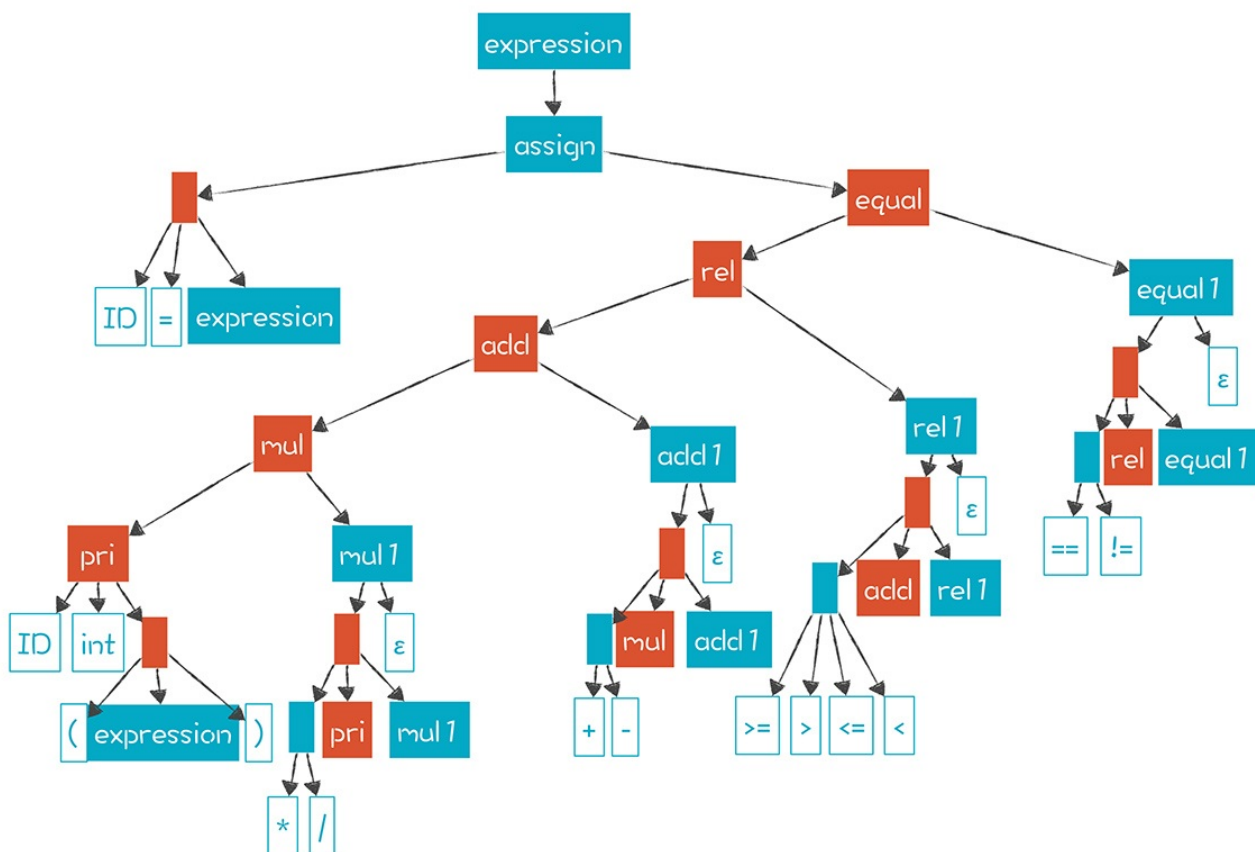 expression
assign
equal
rel
ID = expression
equal1
add
ε
mul
add1
rel1
rel equal1
ε
pri
mul1
ε
== !=
add rel1
ID int
ε
mul add1
( expression )
pri mul1
+ -
>= > <= <
* /